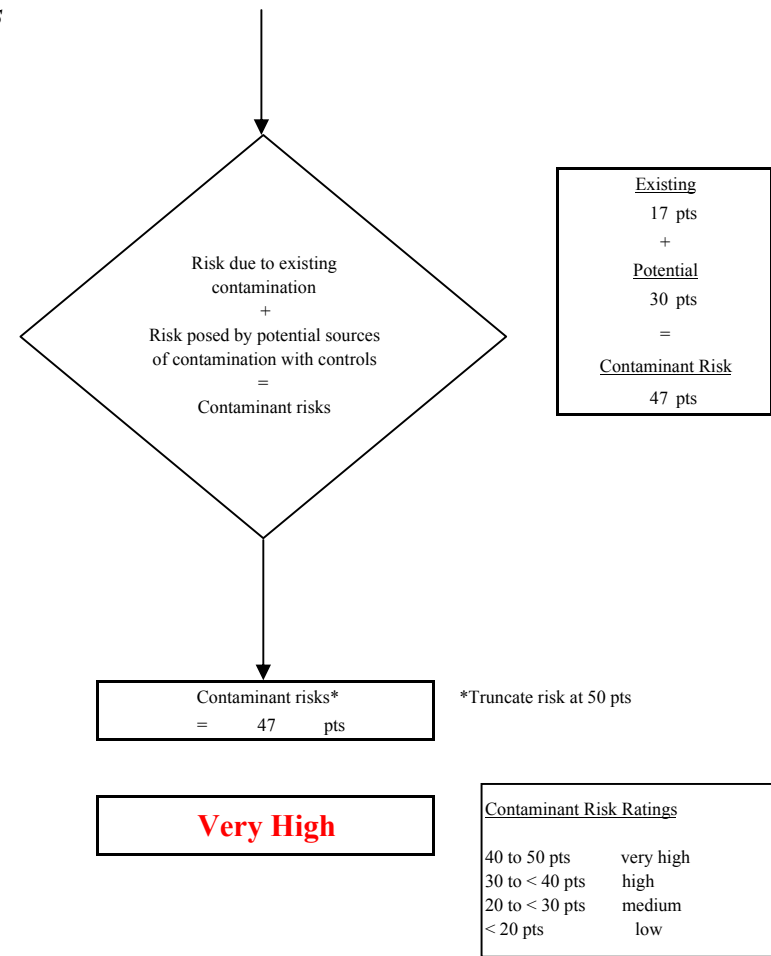 Risk due to existing
contamination
+
Risk posed by potential sources
of contamination with controls
=
Contaminant risks
Existing
17 pts
+
Potential
30 pts
=
Contaminant Risk
47 pts
Contaminant risks*
= 47 pts
*Truncate risk at 50 pts
Very High
Contaminant Risk Ratings
40 to 50 pts very high
30 to < 40 pts high
20 to < 30 pts medium
< 20 pts low